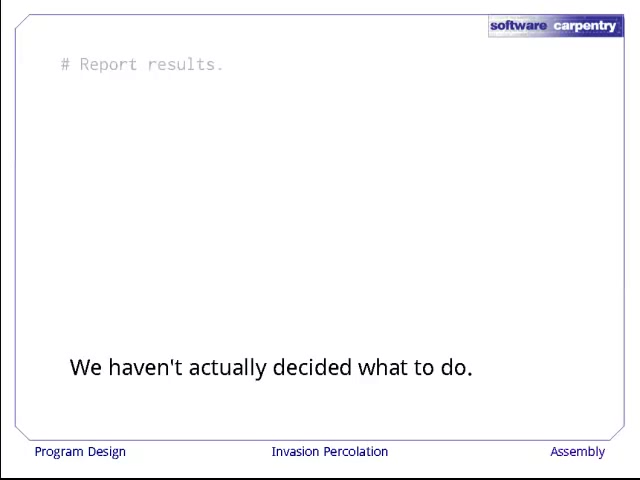 software carpentry
# Report results.
We haven't actually decided what to do.
Program Design
Invasion Percolation
Assembly